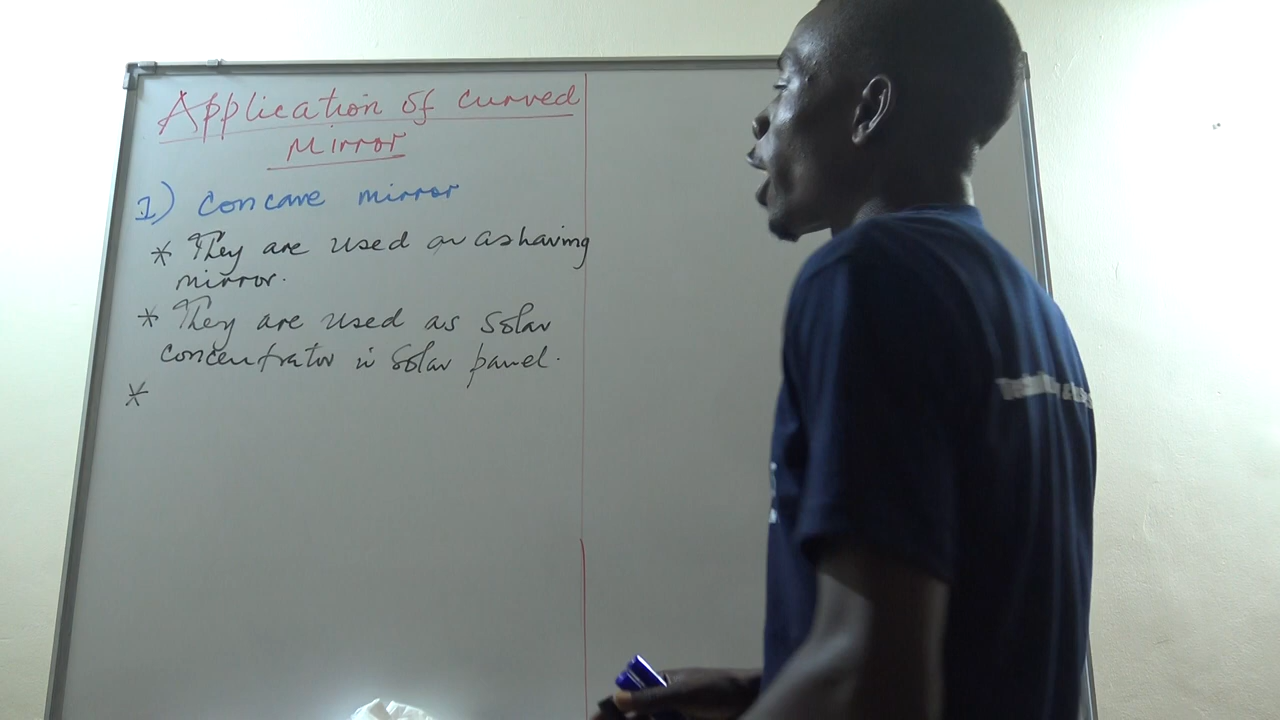 Application of curved
Mirror
1) Concave mirror
* They are used as ashaving
mirror.
* They are used as solar
concentrator in solar panel.
*